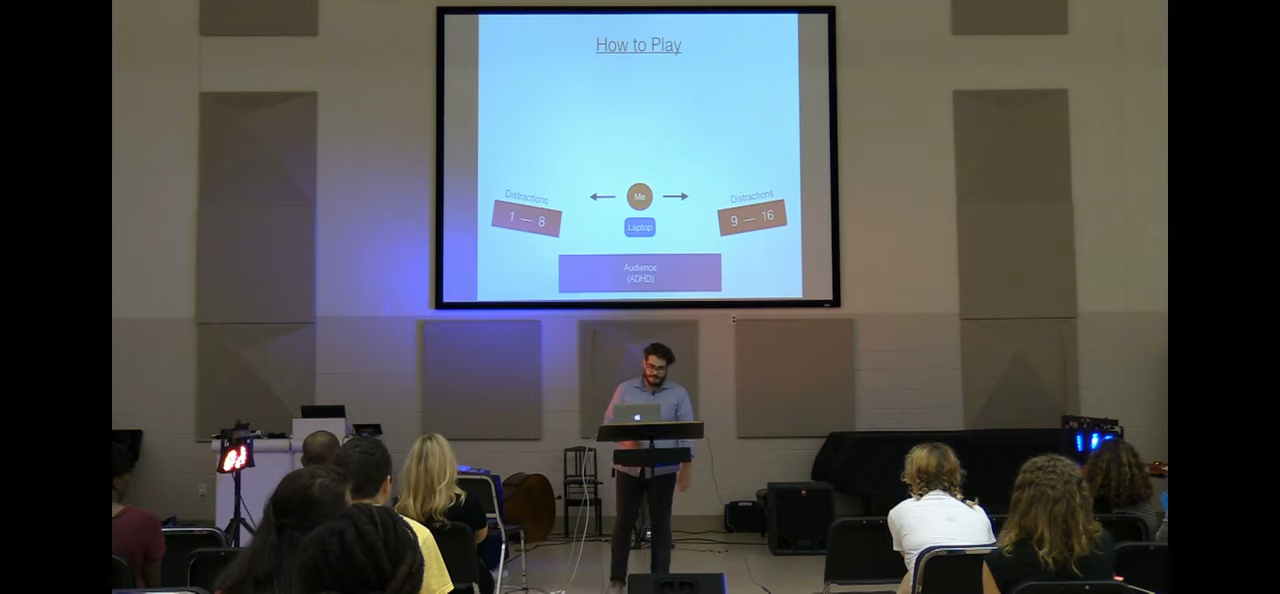 How to Play
Distractions
1 — 8
Me
Laptop
Distractions
9 — 16
Audience
(ADHD)